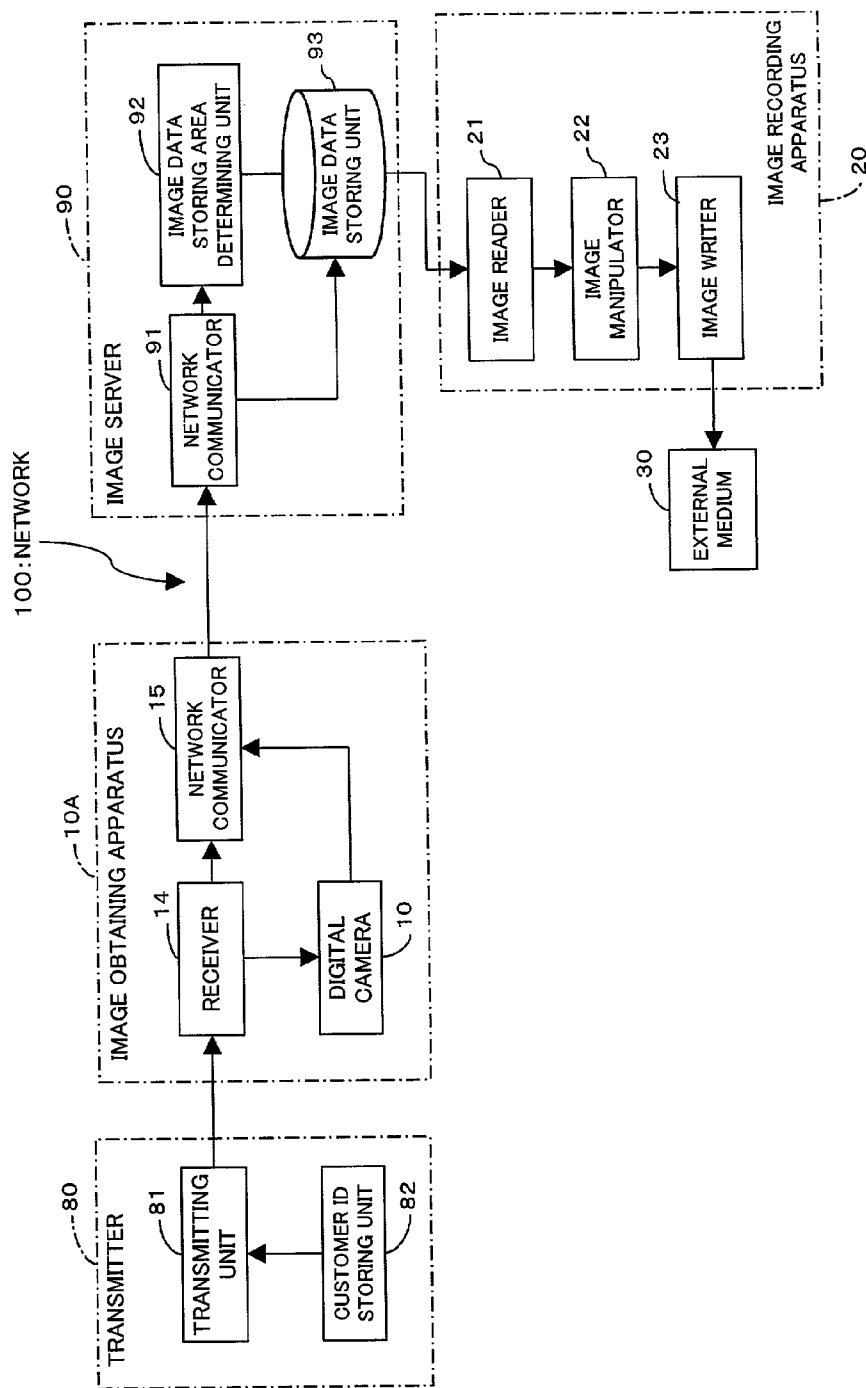 TRANSMITTER
80
81
TRANSMITTING
UNIT
CUSTOMER ID
STORING UNIT
82
IMAGE OBTAINING APPARATUS
10A
14
RECEIVER
15
NETWORK
COMMUNICATOR
DIGITAL
CAMERA
10
100:NETWORK
IMAGE SERVER
90
91
NETWORK
COMMUNICATOR
92
IMAGE DATA
STORING AREA
DETERMINING UNIT
93
IMAGE DATA
STORING UNIT
21
IMAGE READER
22
IMAGE
MANIPULATOR
23
IMAGE WRITER
IMAGE RECORDING
APPARATUS
20
30
EXTERNAL
MEDIUM